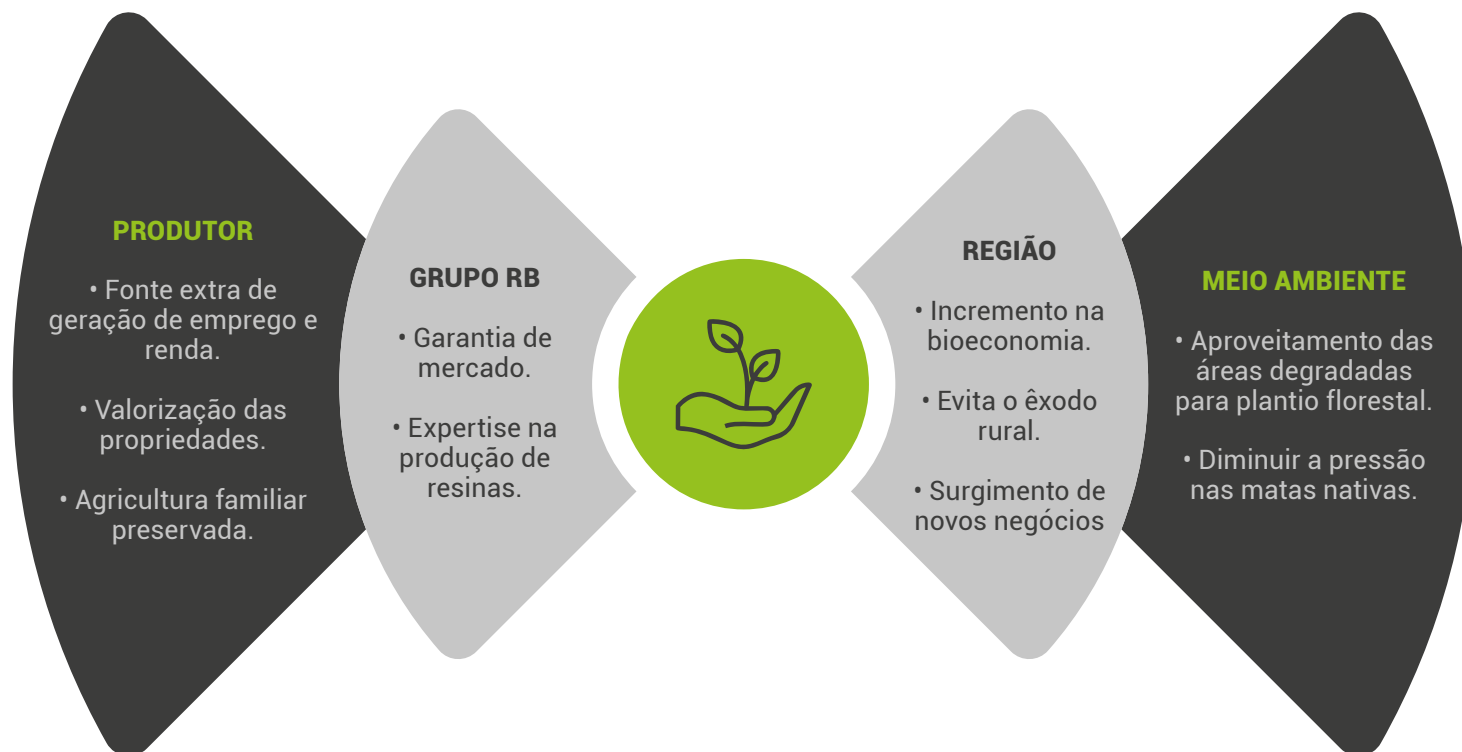 PRODUTOR
• Fonte extra de
geração de emprego e
renda.
• Valorização das
propriedades.
• Agricultura familiar
preservada.
GRUPO RB
• Garantia de
mercado.
• Expertise na
produção de
resinas.
REGIÃO
• Incremento na
bioeconomia.
• Evita o êxodo
rural.
• Surgimento de
novos negócios
MEIO AMBIENTE
• Aproveitamento das
áreas degradadas
para plantio florestal.
• Diminuir a pressão
nas matas nativas.